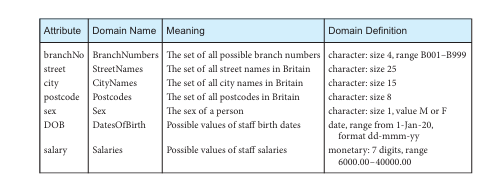 Attribute Domain Name Meaning Domain Definition
branchNo BranchNumbers The set of all possible branch numbers character: size 4, range B001–B999
street StreetNames The set of all street names in Britain character: size 25
city CityNames The set of all city names in Britain character: size 15
postcode Postcodes The set of all postcodes in Britain character: size 8
sex Sex The sex of a person character: size 1, value M or F
DOB DatesOfBirth Possible values of staff birth dates date, range from 1-Jan-20,
format dd-mmm-yy
salary Salaries Possible values of staff salaries monetary: 7 digits, range
6000.00–40000.00